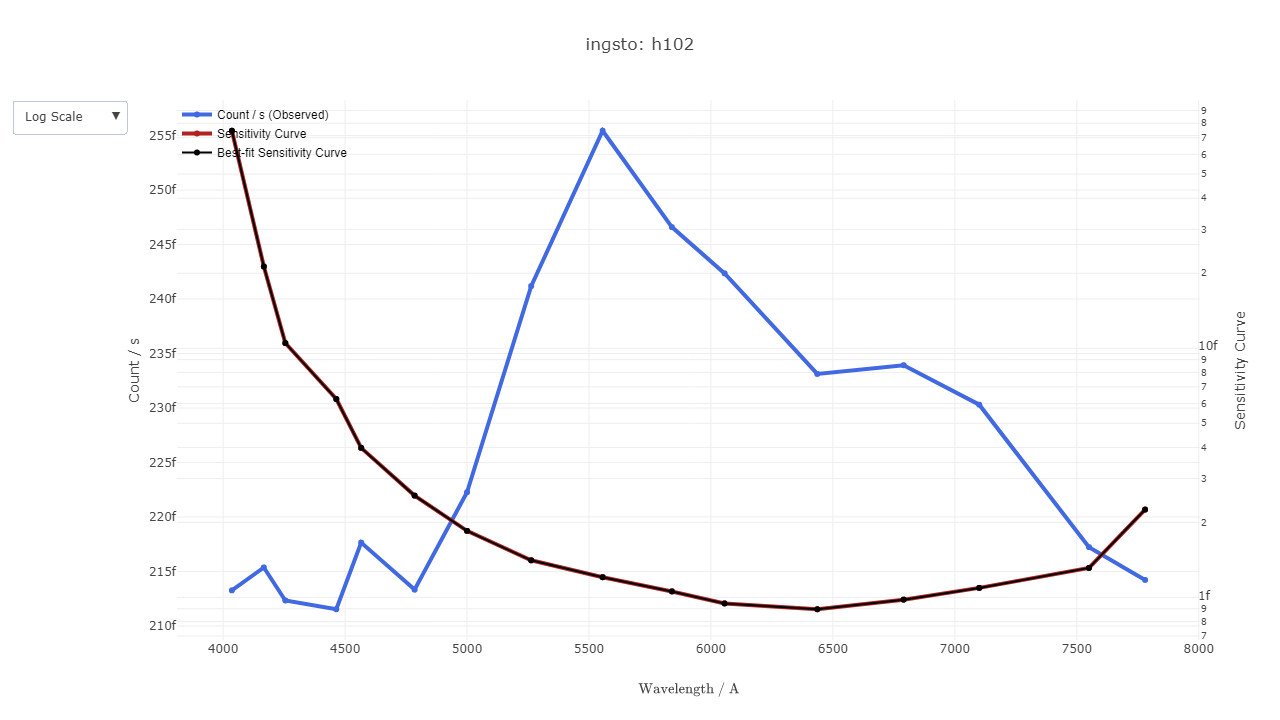 ingsto: h102
Log Scale ▼
Count / s (Observed)
Sensitivity Curve
Best-fit Sensitivity Curve
255f
250f
245f
240f
235f
230f
225f
220f
215f
210f
Count / s
9
8
7
6
5
4
3
2
10f
9
8
7
6
5
4
3
2
1f
9
8
7
Sensitivity Curve
4000 4500 5000 5500 6000 6500 7000 7500 8000
Wavelength / A